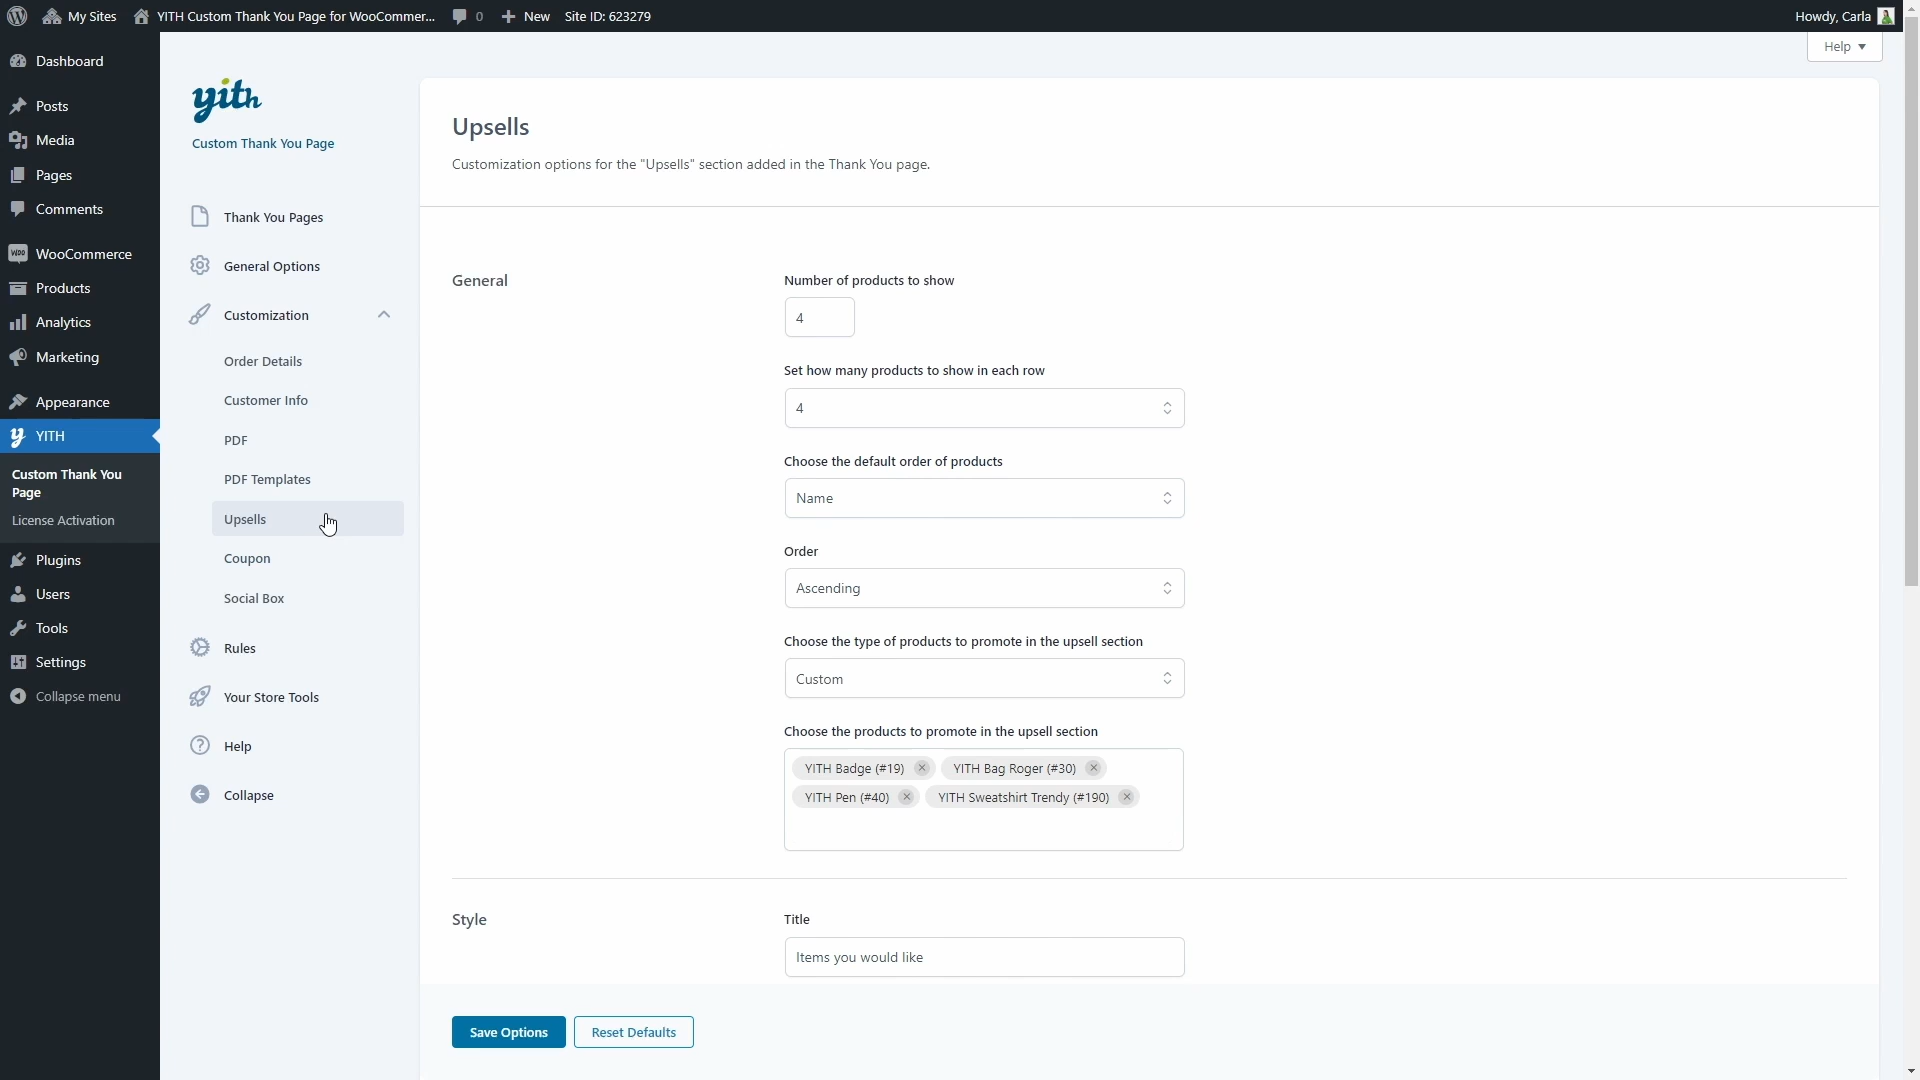 My Sites
YITH Custom Thank You Page for WooCommer...
0
New
Site ID: 623279
Howdy, Carla
Help
Dashboard
Posts
Media
Pages
Comments
WooCommerce
Products
Analytics
Marketing
Appearance
YITH
Custom Thank You
Page
License Activation
Plugins
Users
Tools
Settings
Collapse menu
yith
Custom Thank You Page
Thank You Pages
General Options
Customization
Order Details
Customer Info
PDF
PDF Templates
Upsells
Coupon
Social Box
Rules
Your Store Tools
Help
Collapse
Upsells
Customization options for the "Upsells" section added in the Thank You page.
General
Number of products to show
4
Set how many products to show in each row
4
Choose the default order of products
Name
Order
Ascending
Choose the type of products to promote in the upsell section
Custom
Choose the products to promote in the upsell section
YITH Badge (#19) × YITH Bag Roger (#30) ×
YITH Pen (#40) × YITH Sweatshirt Trendy (#190) ×
Style
Title
Items you would like
Save Options
Reset Defaults